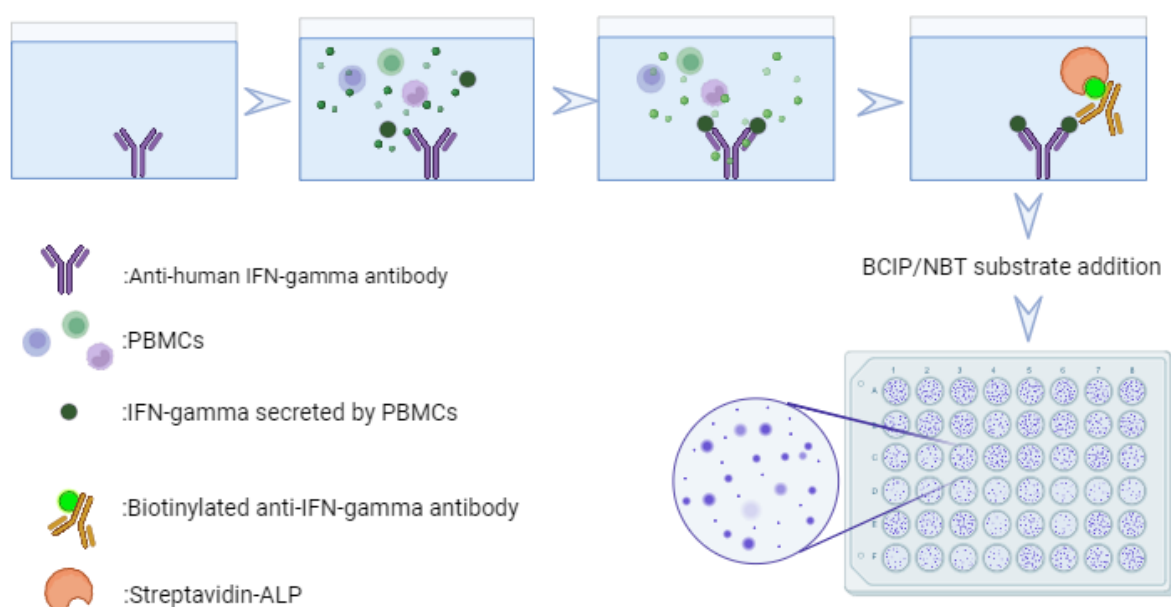 :Anti-human IFN-gamma antibody
BCIP/NBT substrate addition
:PBMCs
:IFN-gamma secreted by PBMCs
:Biotinylated anti-IFN-gamma antibody
:Streptavidin-ALP
1 2 3 4 5 6 7 8
A
C
D
E
F